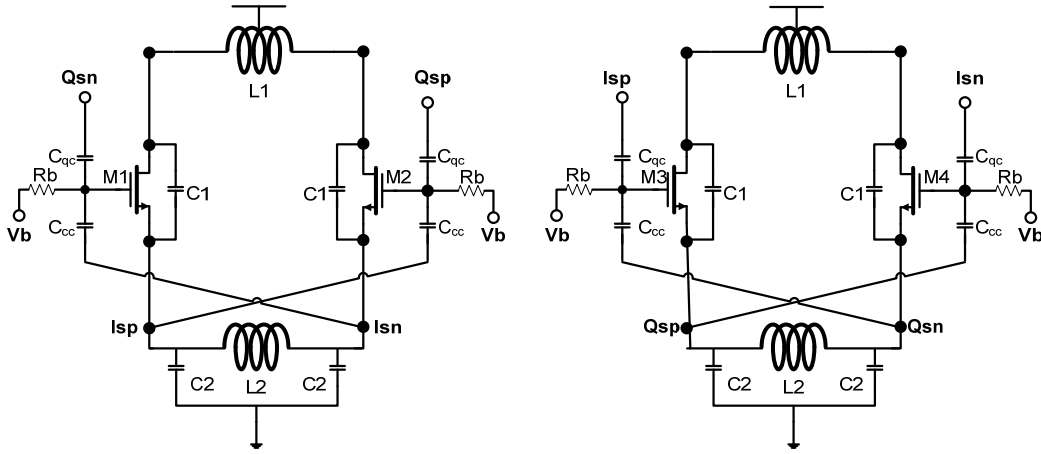 L1
Qsn
Qsp
Cqc
Rb
M1
C1
C1
M2
Cqc
Rb
Vb
Ccc
Ccc
Vb
Isp
Isn
C2
L2
C2
L1
Isp
Isn
Cqc
Rb
M3
C1
C1
M4
Cqc
Rb
Vb
Ccc
Ccc
Vb
Qsp
Qsn
C2
L2
C2